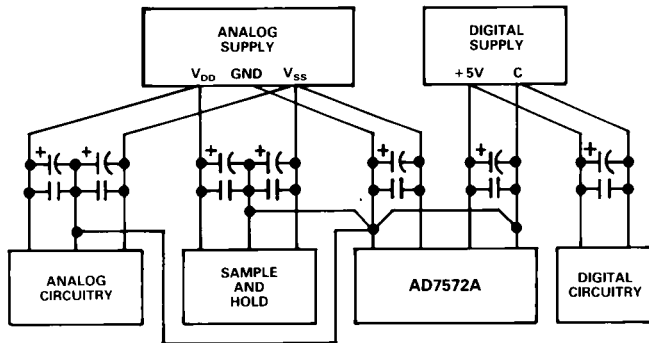 ANALOG
SUPPLY
V_DD GND V_SS
DIGITAL
SUPPLY
+5V C
+ + + + + + +
ANALOG
CIRCUITRY
SAMPLE
AND
HOLD
AD7572A
DIGITAL
CIRCUITRY